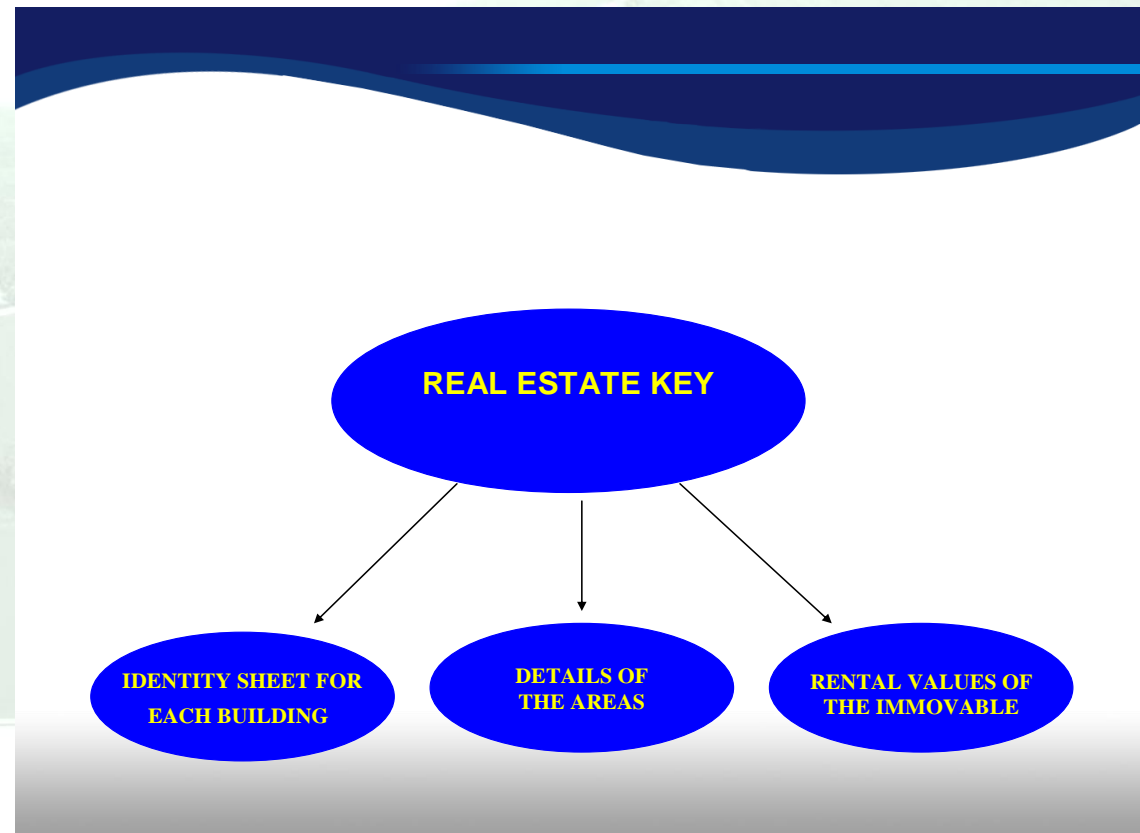 REAL ESTATE KEY
IDENTITY SHEET FOR
EACH BUILDING
DETAILS OF
THE AREAS
RENTAL VALUES OF
THE IMMOVABLE